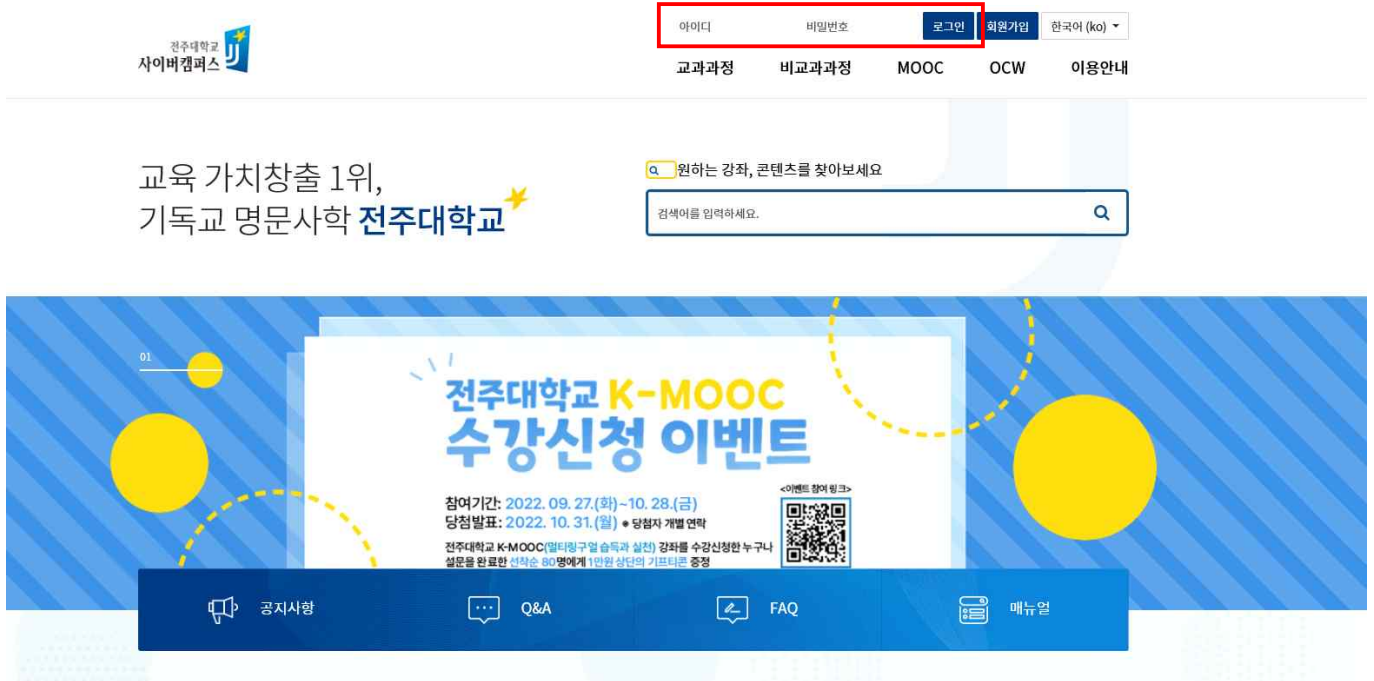 전주대학교
사이버캠퍼스
아이디 비밀번호 로그인 회원가입 한국어 (ko)
교과과정 비교과과정 MOOC OCW 이용안내
교육 가치창출 1위,
기독교 명문사학 전주대학교
원하는 강좌, 콘텐츠를 찾아보세요
검색어를 입력하세요.
01
전주대학교 K-MOOC
수강신청 이벤트
<이벤트 참여 링크>
참여기간: 2022. 09. 27.(화)~10. 28.(금)
당첨발표: 2022. 10. 31.(월) * 당첨자 개별 연락
전주대학교 K-MOOC(멀티링구얼 습득과 실천) 강좌를 수강신청한 누구나
설문을 완료한 선착순 80명에게 1만원 상당의 기프티콘 증정
공지사항 Q&A FAQ 매뉴얼